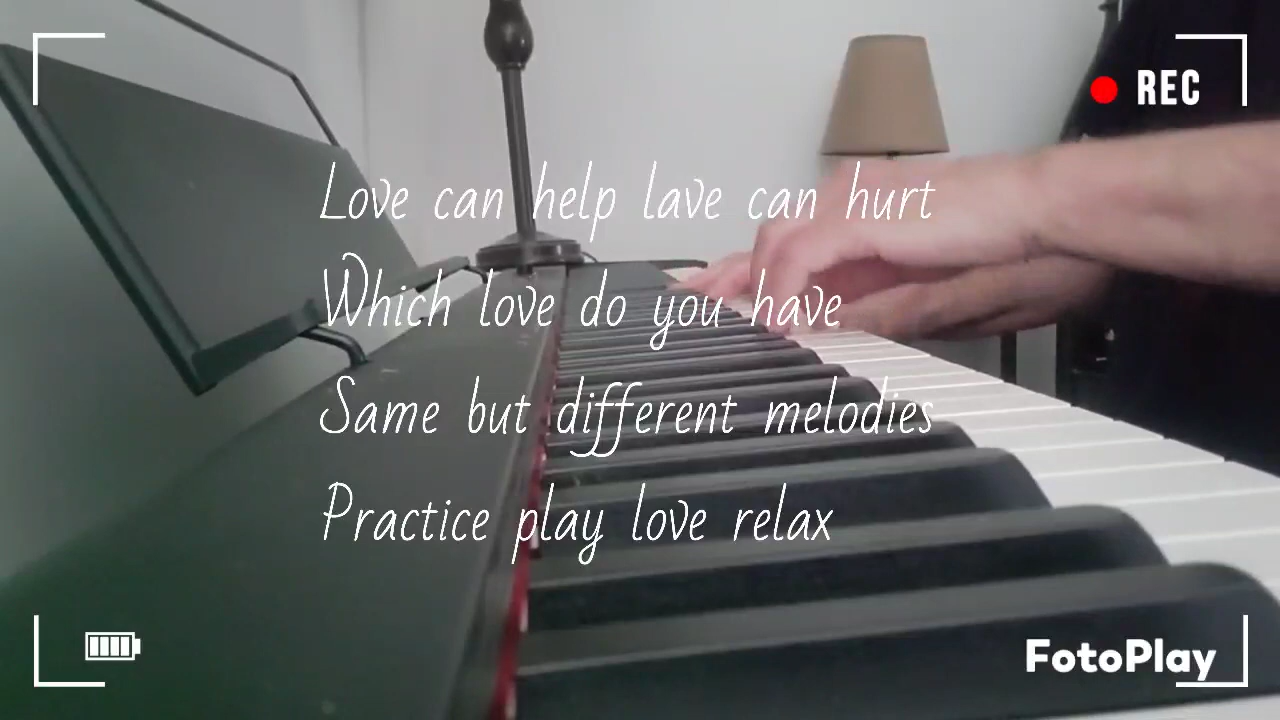 REC
Love can help lave can hurt
Which love do you have
Same but different melodies
Practice play love relax
FotoPlay